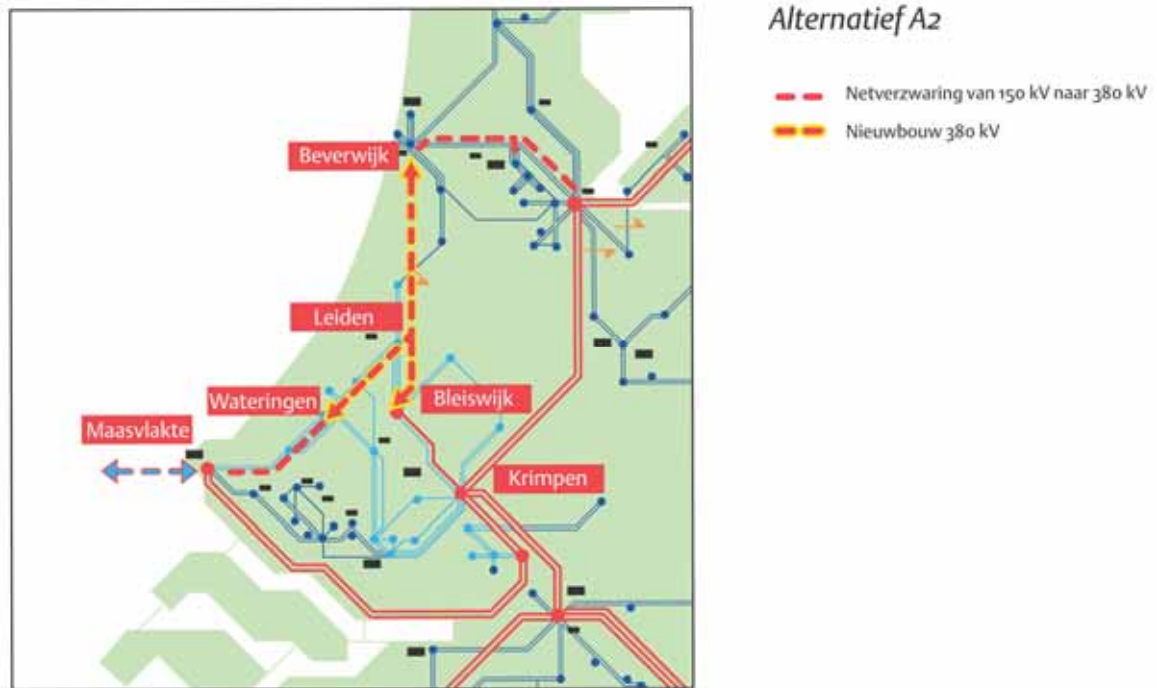 Alternatief A2
Netverzwaring van 150 kV naar 380 kV
Nieuwbouw 380 kV
Beverwijk
Leiden
Wateringen
Bleiswijk
Maasvlakte
Krimpen